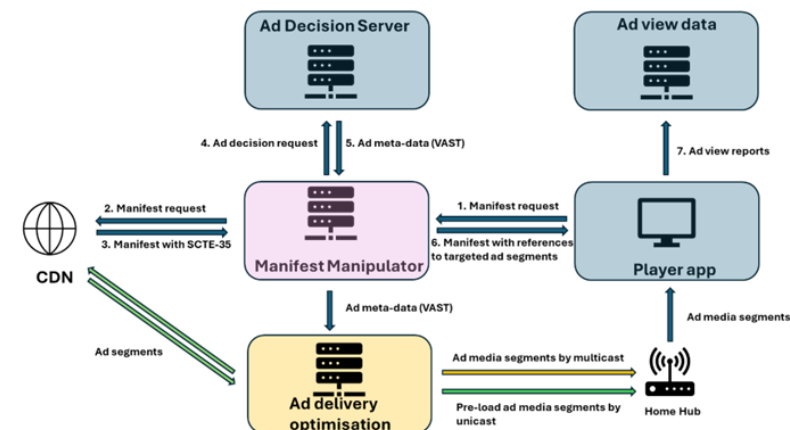 Ad Decision Server
Ad view data
4. Ad decision request
5. Ad meta-data (VAST)
7. Ad view reports
2. Manifest request
3. Manifest with SCTE-35
CDN
Manifest Manipulator
1. Manifest request
6. Manifest with references
to targeted ad segments
Player app
Ad meta-data (VAST)
Ad media segments
Ad segments
Ad delivery
optimisation
Ad media segments by multicast
Pre-load ad media segments by
unicast
Home Hub